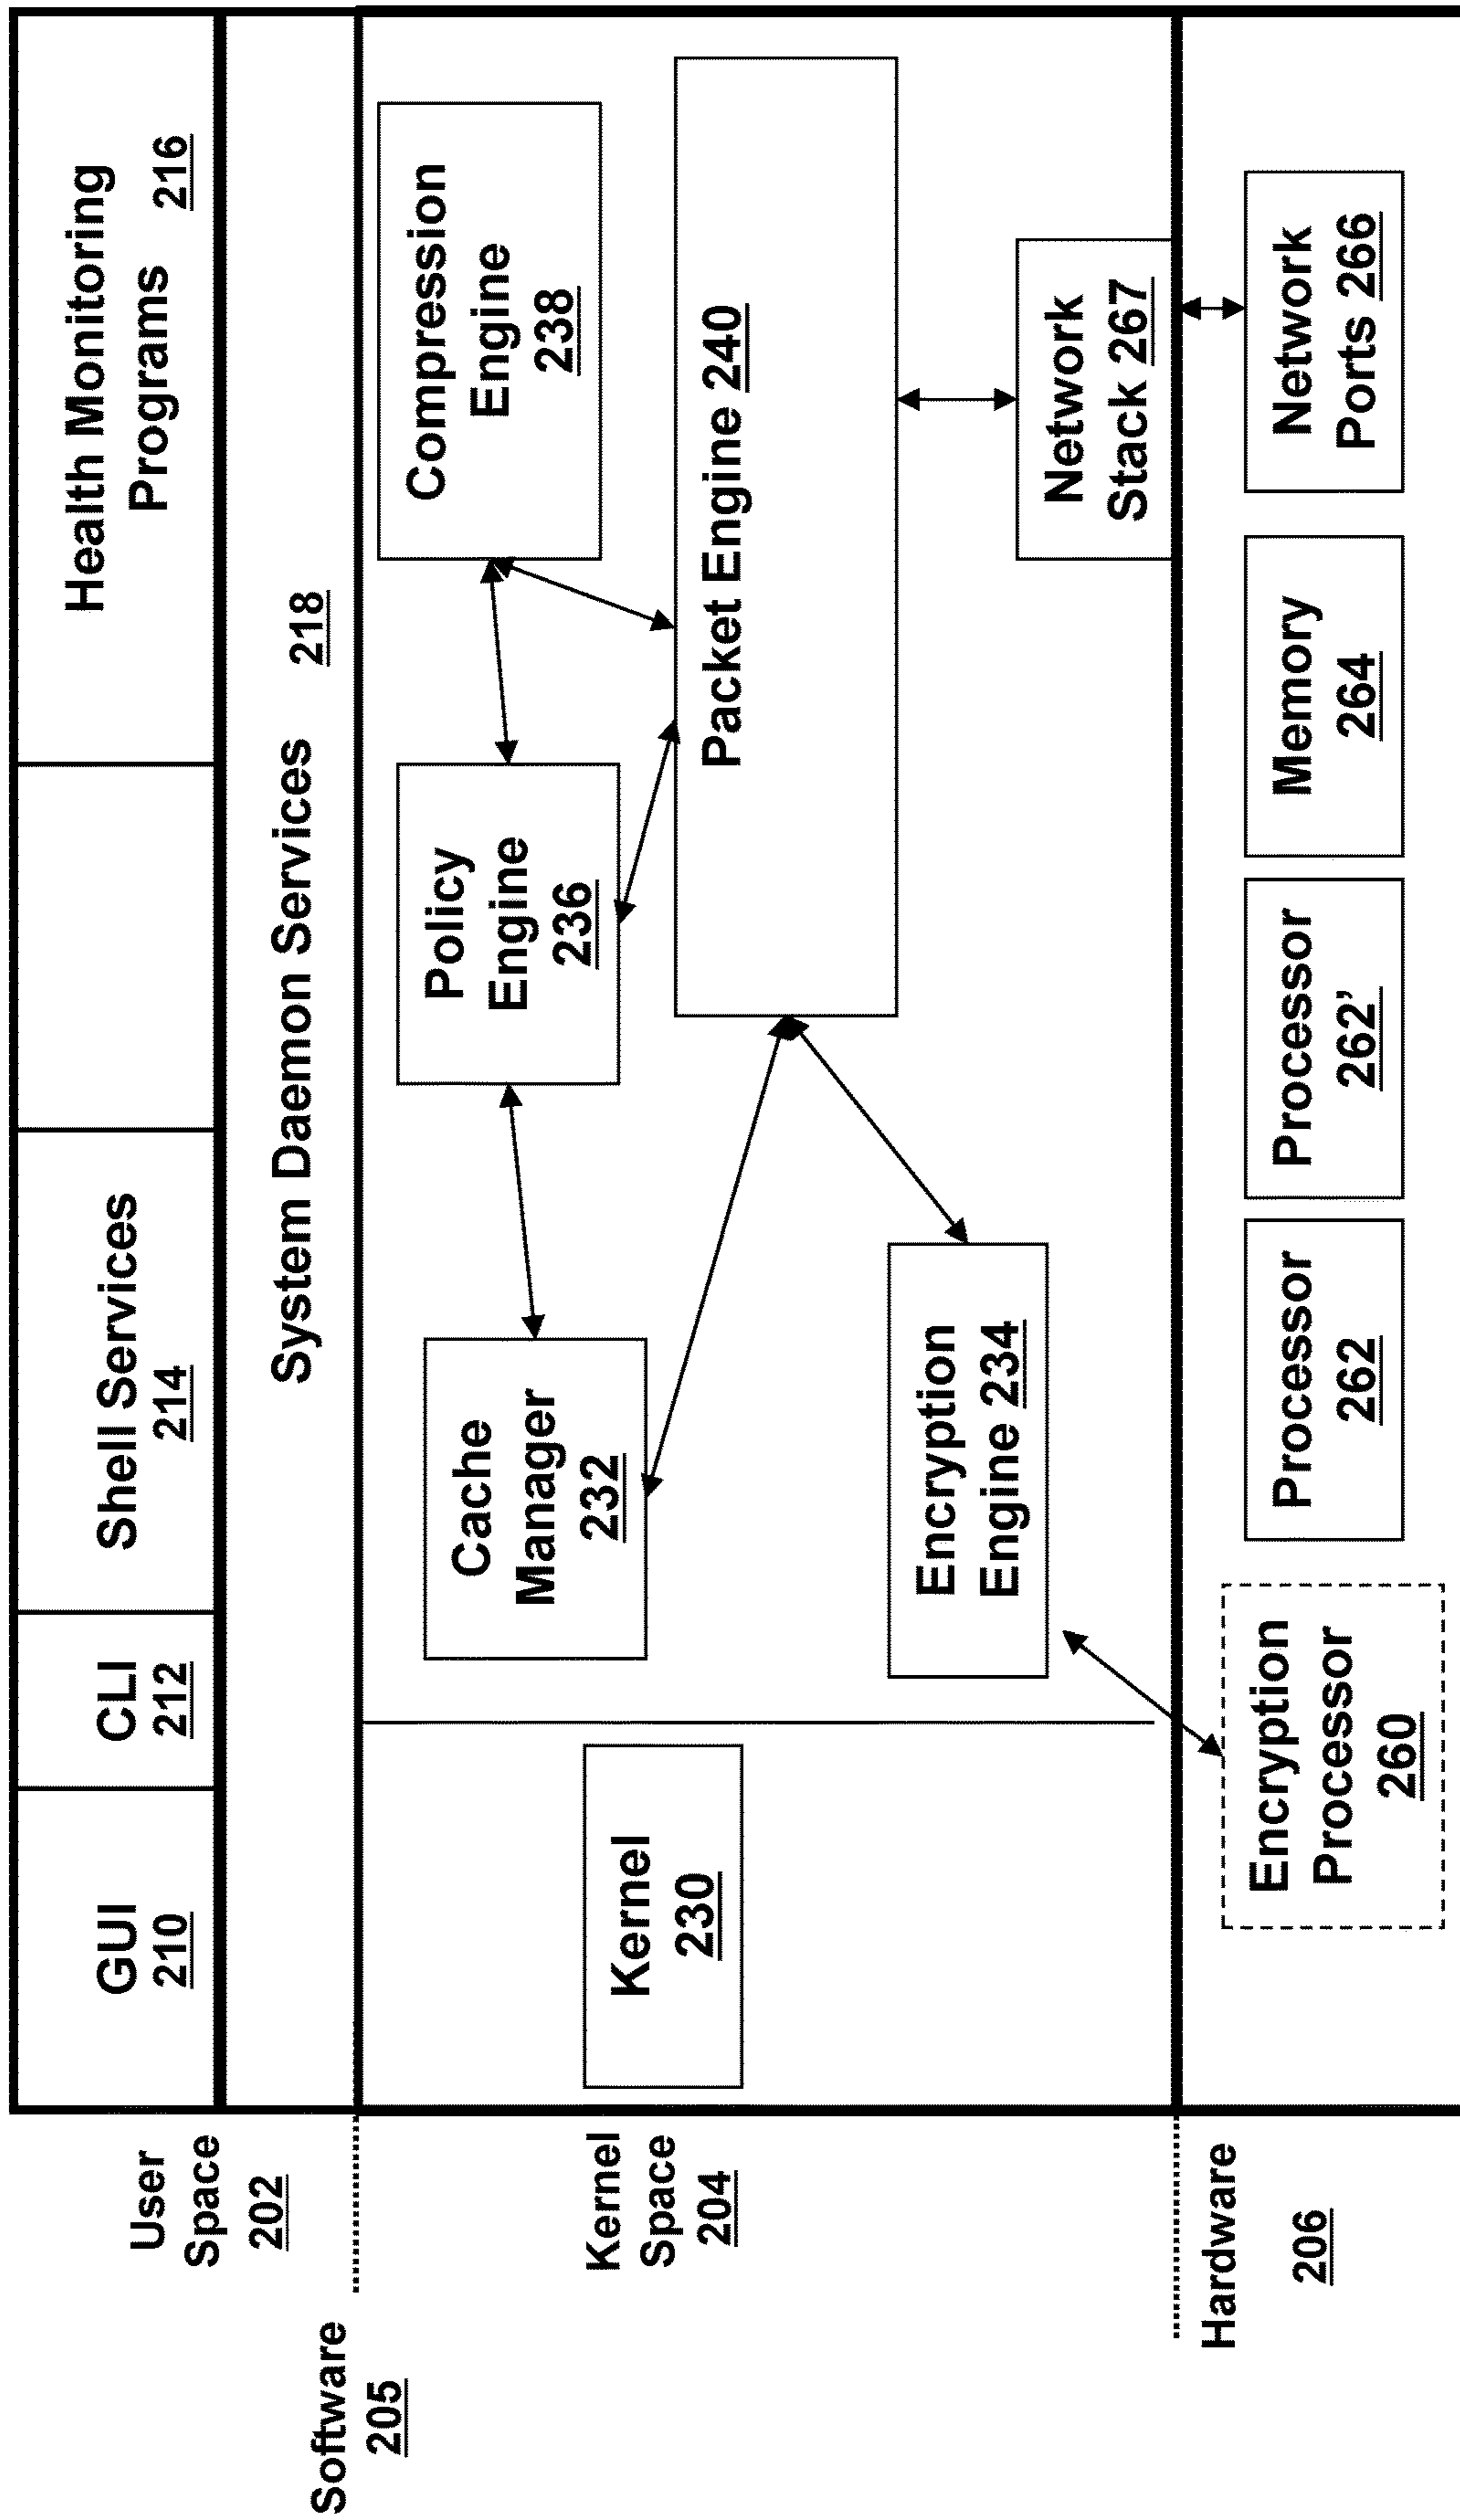 GUI
210
CLI
212
Shell Services
214
Health Monitoring
Programs
216
User
Space
202
System Daemon Services 218
Software
205
Kernel
Space
204
Kernel
230
Cache
Manager
232
Policy
Engine
236
Compression
Engine
238
Packet Engine 240
Encryption
Engine 234
Network
Stack 267
Hardware
206
Encryption
Processor
260
Processor
262
Processor
262’
Memory
264
Network
Ports 266